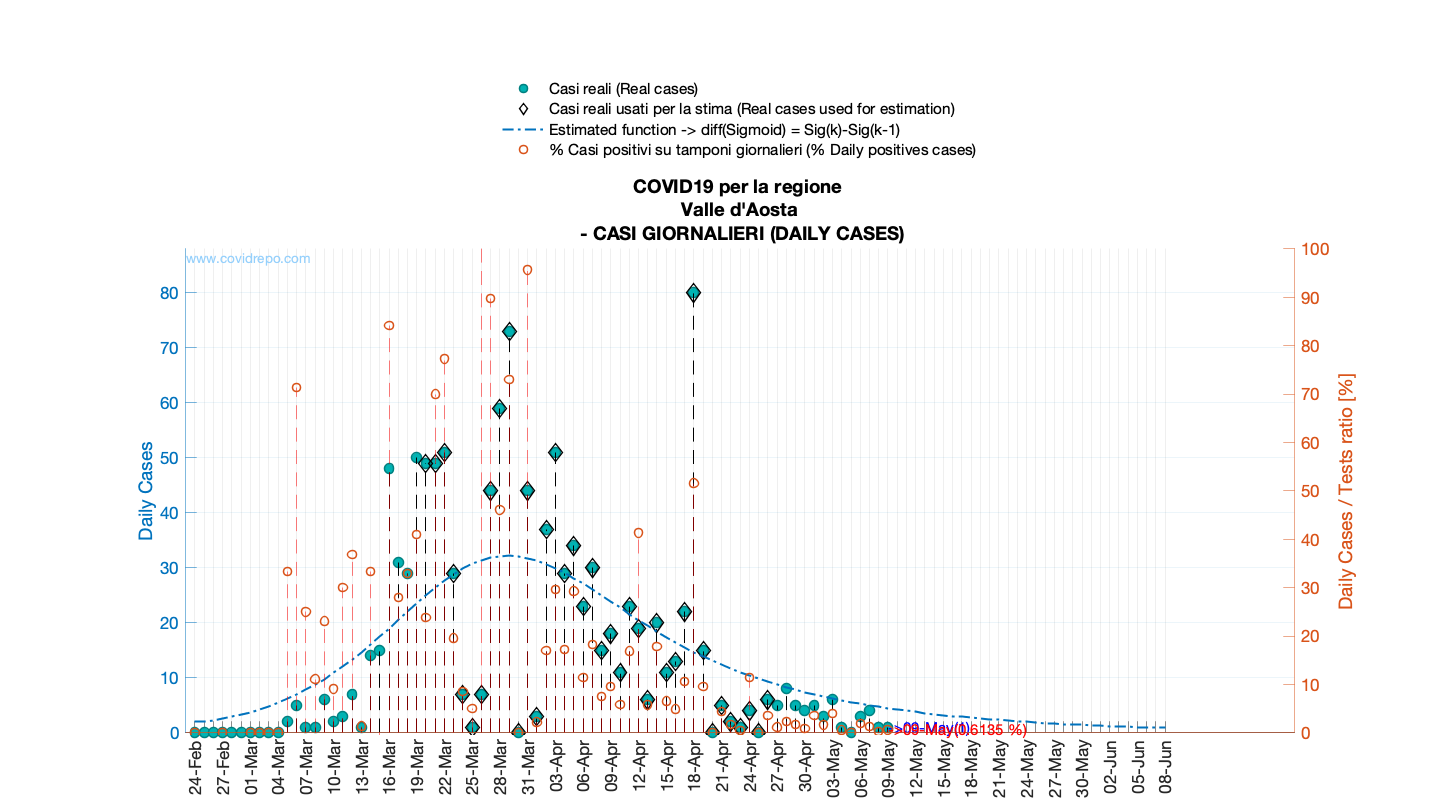 Casi reali (Real cases)
Casi reali usati per la stima (Real cases used for estimation)
Estimated function -> diff(Sigmoid) = Sig(k)-Sig(k-1)
% Casi positivi su tamponi giornalieri (% Daily positives cases)
COVID19 per la regione
Valle d'Aosta
- CASI GIORNALIERI (DAILY CASES)
www.covidrepo.com
Daily Cases
80
70
60
50
40
30
20
10
0
100
90
80
70
60
50
40
30
20
10
0
Daily Cases / Tests ratio [%]
24-Feb
27-Feb
01-Mar
04-Mar
07-Mar
10-Mar
13-Mar
16-Mar
19-Mar
22-Mar
25-Mar
28-Mar
31-Mar
03-Apr
06-Apr
09-Apr
12-Apr
15-Apr
18-Apr
21-Apr
24-Apr
27-Apr
30-Apr
03-May
06-May
09-May
12-May
15-May
18-May
21-May
24-May
27-May
30-May
02-Jun
05-Jun
08-Jun